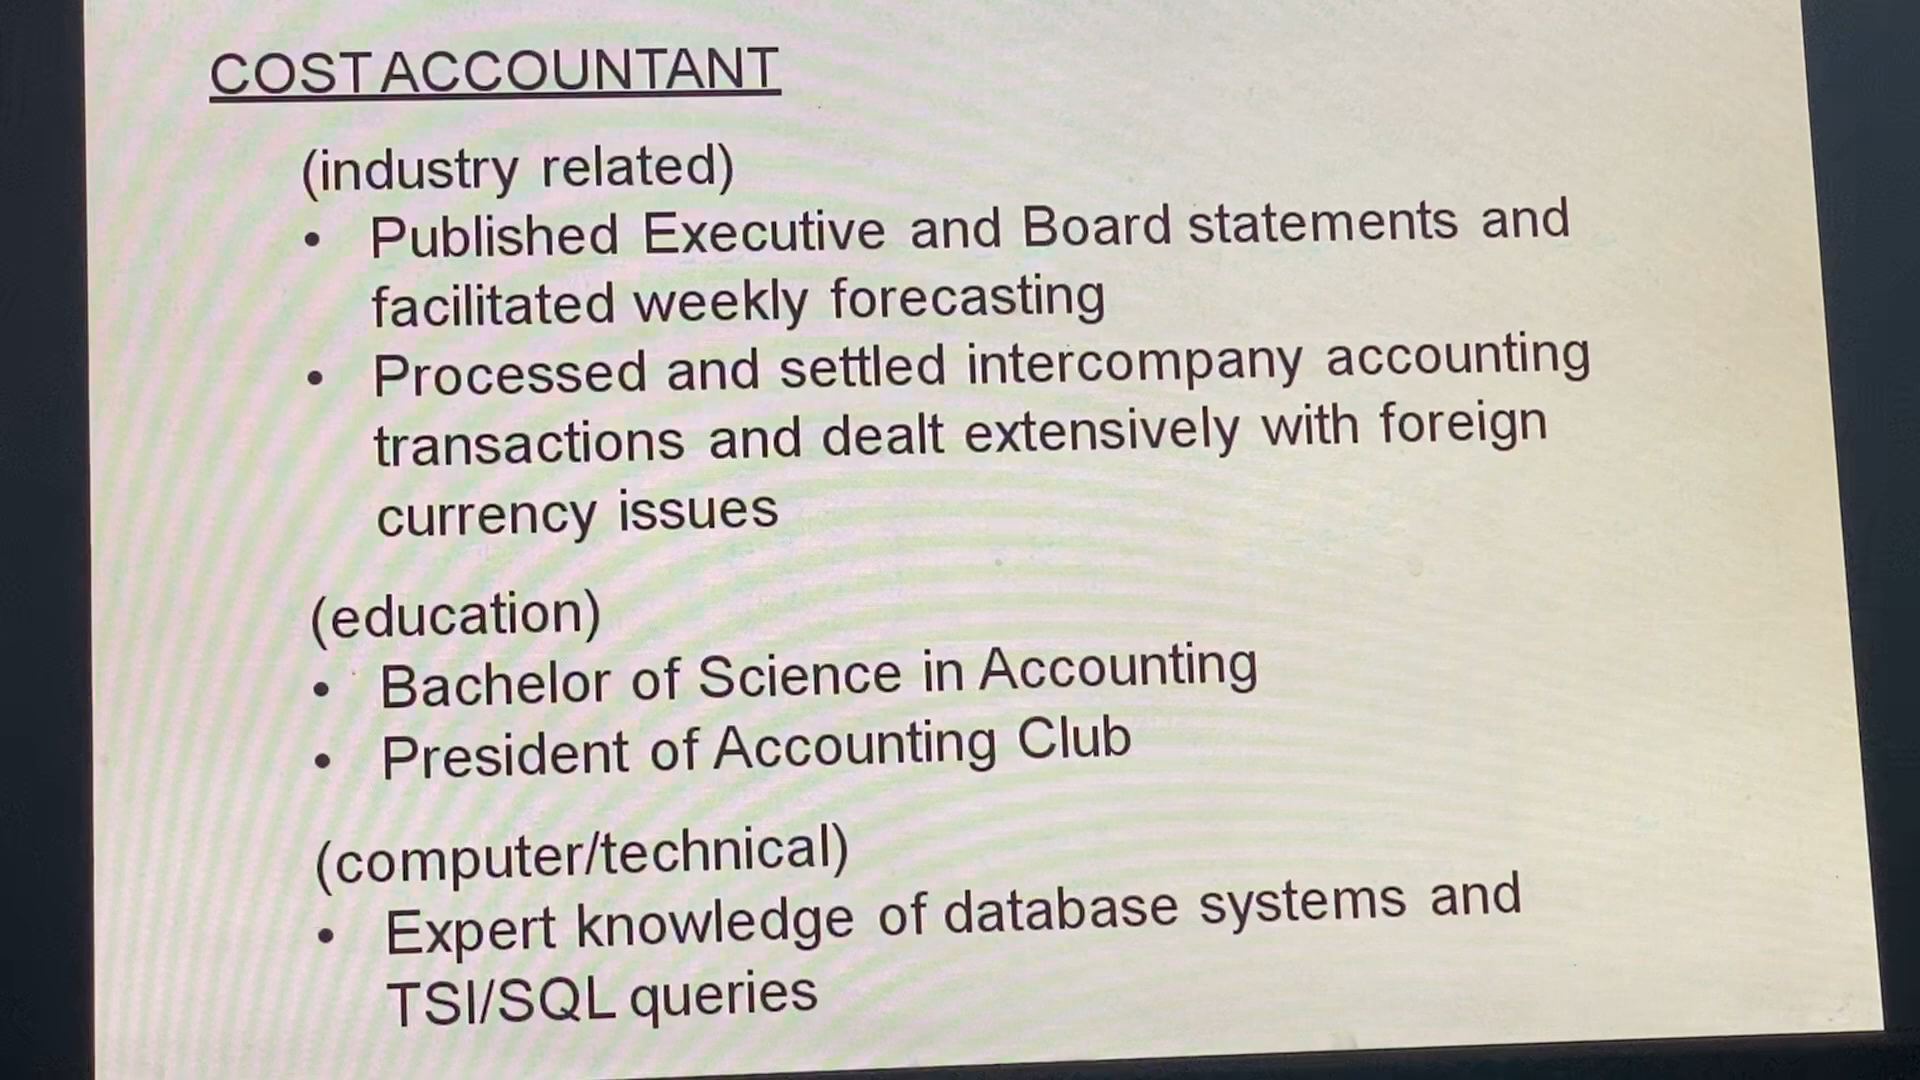 COST ACCOUNTANT
(industry related)
• Published Executive and Board statements and
facilitated weekly forecasting
• Processed and settled intercompany accounting
transactions and dealt extensively with foreign
currency issues
(education)
• Bachelor of Science in Accounting
• President of Accounting Club
(computer/technical)
• Expert knowledge of database systems and
TSI/SQL queries